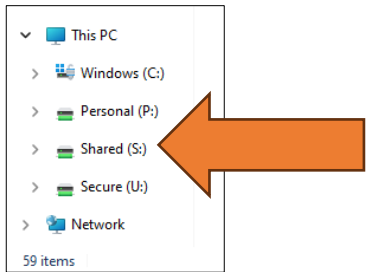 This PC
Windows (C:)
Personal (P:)
Shared (S:)
Secure (U:)
Network
59 items